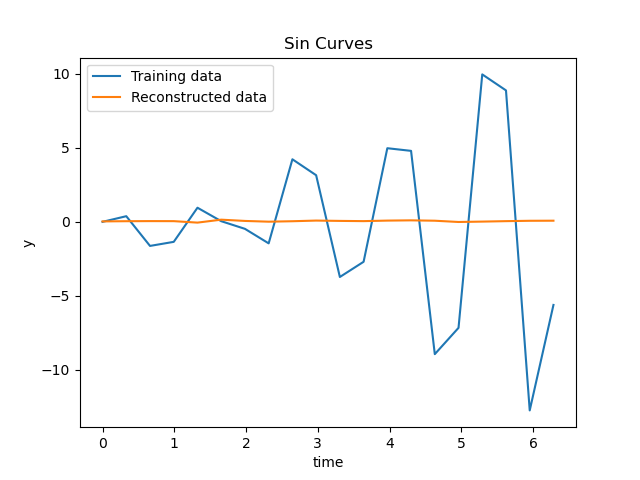 Sin Curves
Training data
Reconstructed data
10
5
0
−5
−10
y
0 1 2 3 4 5 6
time